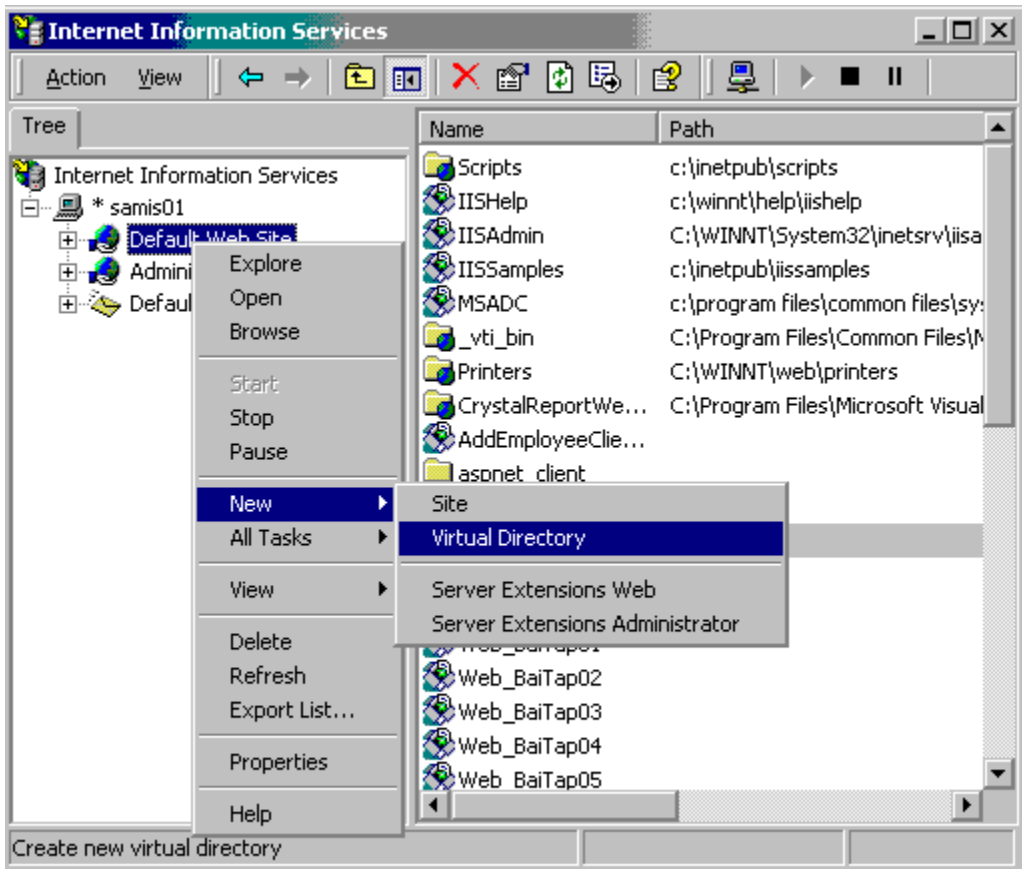 Internet Information Services
Action View
Tree
Name Path
Internet Information Services
* samis01
Default Web Site
Admini
Defaul
Scripts c:\inetpub\scripts
IISHelp c:\winnt\help\iishelp
IISAdmin C:\WINNT\System32\inetsrv\iisa
IISSamples c:\inetpub\iissamples
MSADC c:\program files\common files\sy
_vti_bin C:\Program Files\Common Files\M
Printers C:\WINNT\web\printers
CrystalReportWe... C:\Program Files\Microsoft Visual
AddEmployeeClie...
aspnet_client
Explore
Open
Browse
Start
Stop
Pause
New
All Tasks
View
Delete
Refresh
Export List...
Properties
Help
Site
Virtual Directory
Server Extensions Web
Server Extensions Administrator
Web_BaiTap01
Web_BaiTap02
Web_BaiTap03
Web_BaiTap04
Web_BaiTap05
Create new virtual directory